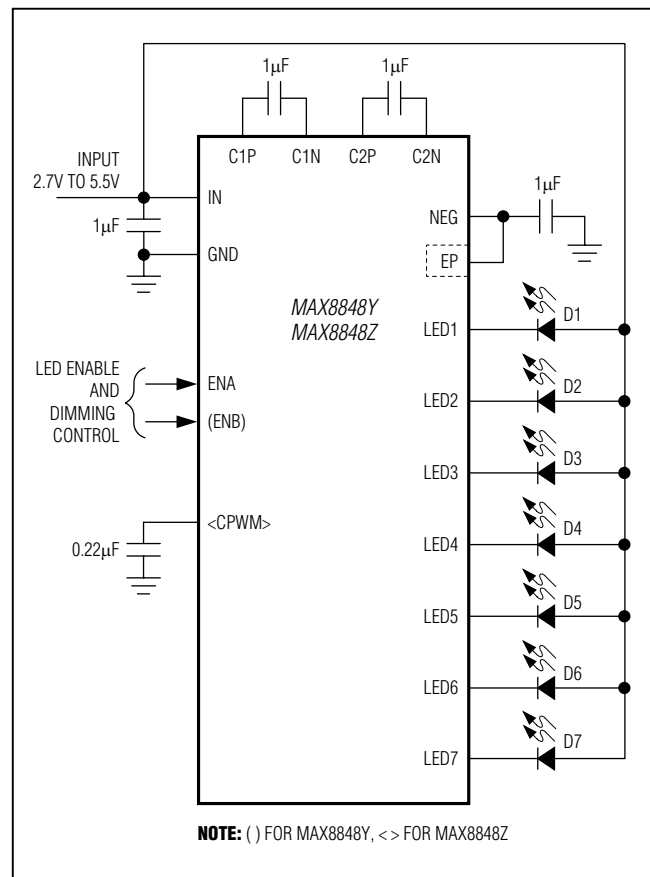 1µF
1µF
C1P
C1N
C2P
C2N
INPUT
2.7V TO 5.5V
IN
1µF
1µF
NEG
GND
EP
MAX8848Y
MAX8848Z
LED1
D1
LED ENABLE
AND
DIMMING
CONTROL
ENA
(ENB)
LED2
D2
LED3
D3
<CPWM>
0.22µF
LED4
D4
LED5
D5
LED6
D6
LED7
D7
NOTE: ( ) FOR MAX8848Y, < > FOR MAX8848Z